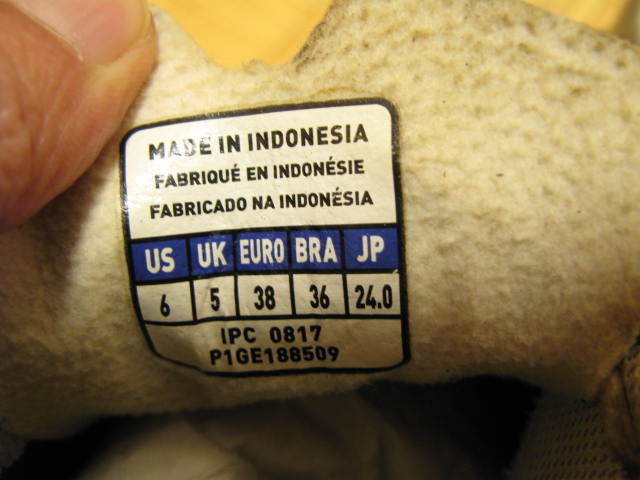 MADE IN INDONESIA
FABRIQUÉ EN INDONÉSIE
FABRICADO NA INDONÉSIA
US UK EURO BRA JP
6 5 38 36 24.0
IPC 0817
P1GE188509